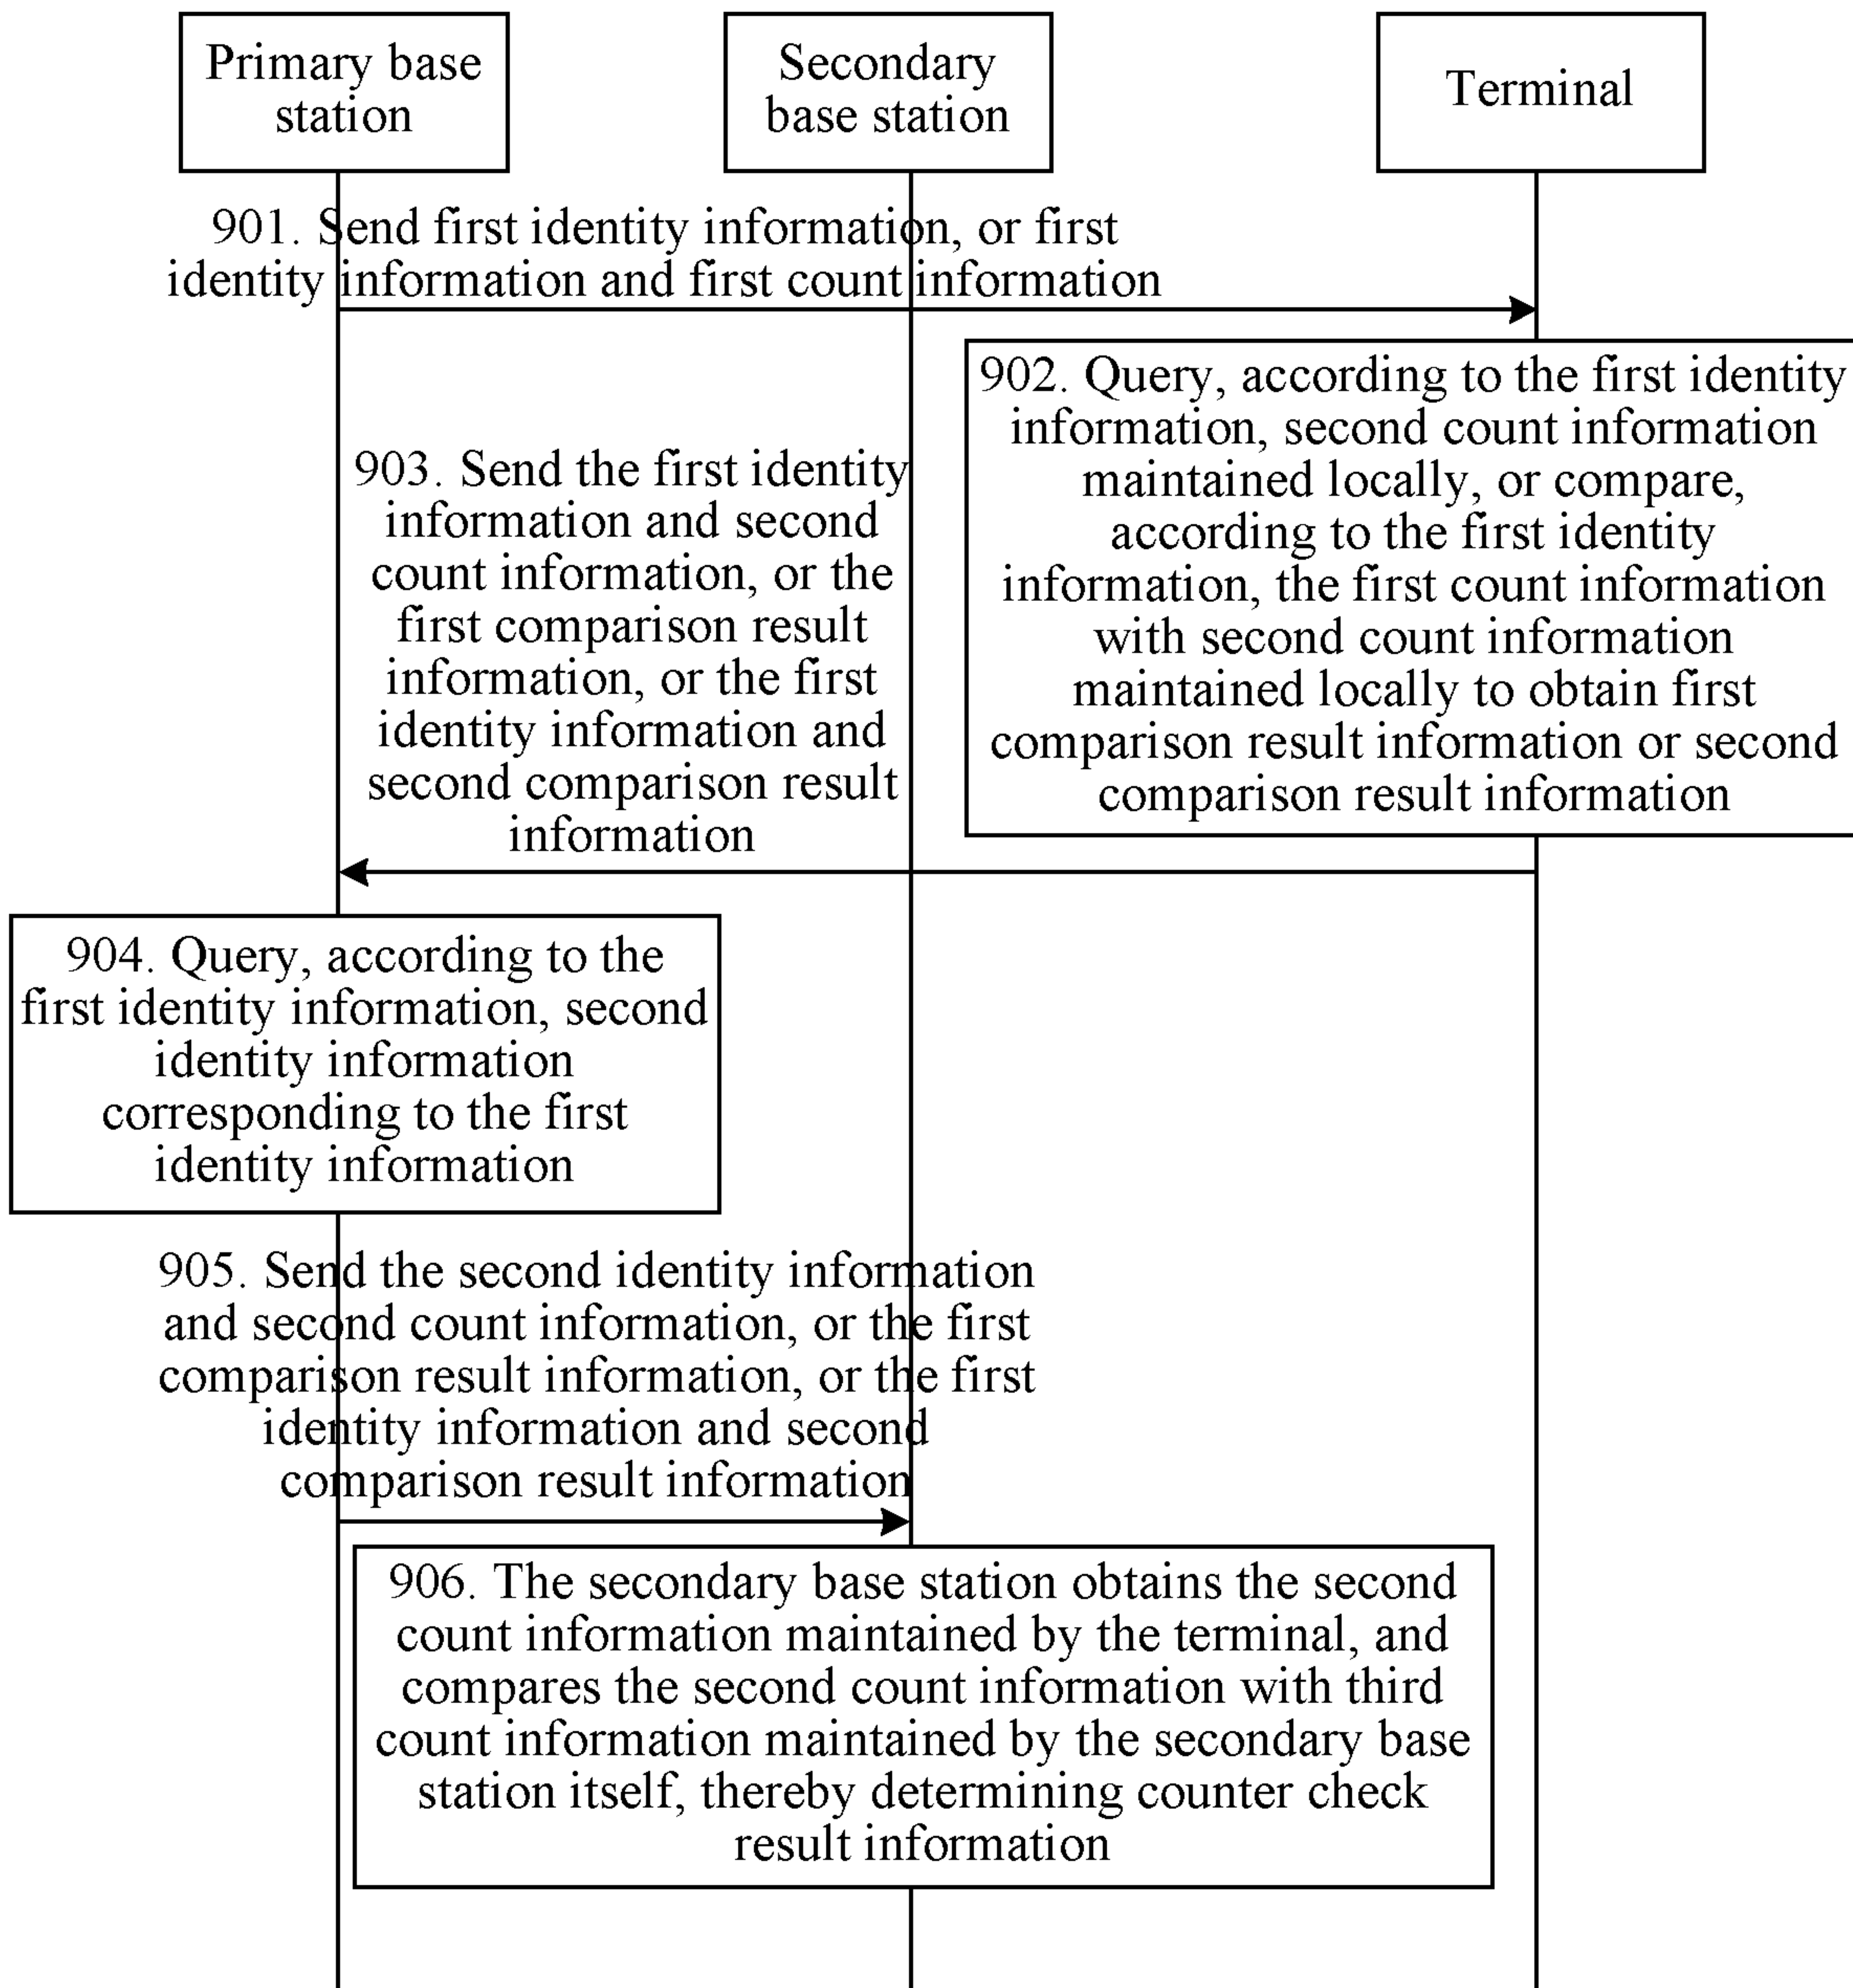 Primary base
station
Secondary
base station
Terminal
901. Send first identity information, or first
identity information and first count information
902. Query, according to the first identity
information, second count information
maintained locally, or compare,
according to the first identity
information, the first count information
with second count information
maintained locally to obtain first
comparison result information or second
comparison result information
903. Send the first identity
information and second
count information, or the
first comparison result
information, or the first
identity information and
second comparison result
information
904. Query, according to the
first identity information, second
identity information
corresponding to the first
identity information
905. Send the second identity information
and second count information, or the first
comparison result information, or the first
identity information and second
comparison result information
906. The secondary base station obtains the second
count information maintained by the terminal, and
compares the second count information with third
count information maintained by the secondary base
station itself, thereby determining counter check
result information